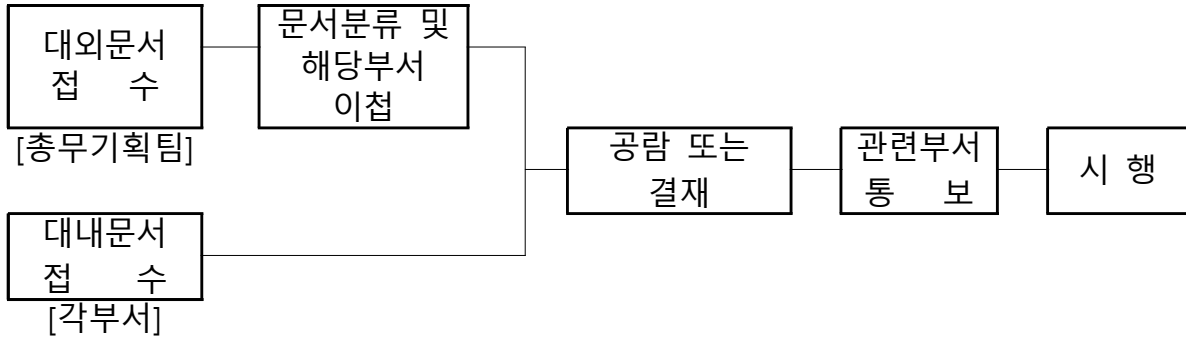 대외문서
접 수
[총무기획팀]
문서분류 및
해당부서
이첩
대내문서
접 수
[각부서]
공람 또는
결재
관련부서
통 보
시 행